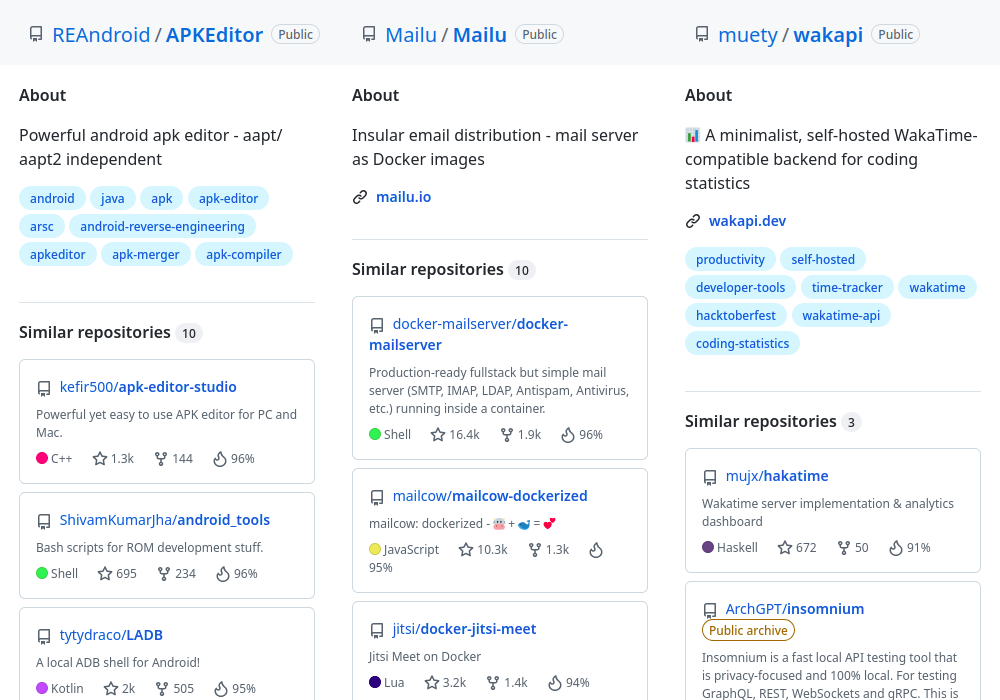 REAndroid / APKEditor Public
About
Powerful android apk editor - aapt/
aapt2 independent
android java apk apk-editor
arsc android-reverse-engineering
apkeditor apk-merger apk-compiler
Similar repositories 10
kefir500/apk-editor-studio
Powerful yet easy to use APK editor for PC and
Mac.
C++ 1.3k 144 96%
ShivamKumarJha/android_tools
Bash scripts for ROM development stuff.
Shell 695 234 96%
tytydraco/LADB
A local ADB shell for Android!
Kotlin 2k 505 95%
Mailu / Mailu Public
About
Insular email distribution - mail server
as Docker images
mailu.io
Similar repositories 10
docker-mailserver/docker-
mailserver
Production-ready fullstack but simple mail
server (SMTP, IMAP, LDAP, Antispam, Antivirus,
etc.) running inside a container.
Shell 16.4k 1.9k 96%
mailcow/mailcow-dockerized
mailcow: dockerized - 🐮 + 🐋 = 💕
JavaScript 10.3k 1.3k
95%
jitsi/docker-jitsi-meet
Jitsi Meet on Docker
Lua 3.2k 1.4k 94%
muety / wakapi Public
About
📊 A minimalist, self-hosted WakaTime-
compatible backend for coding
statistics
wakapi.dev
productivity self-hosted
developer-tools time-tracker wakatime
hacktoberfest wakatime-api
coding-statistics
Similar repositories 3
mujx/hakatime
Wakatime server implementation & analytics
dashboard
Haskell 672 50 91%
ArchGPT/insomnium
Public archive
Insomnium is a fast local API testing tool that
is privacy-focused and 100% local. For testing
GraphQL, REST, WebSockets and gRPC. This is